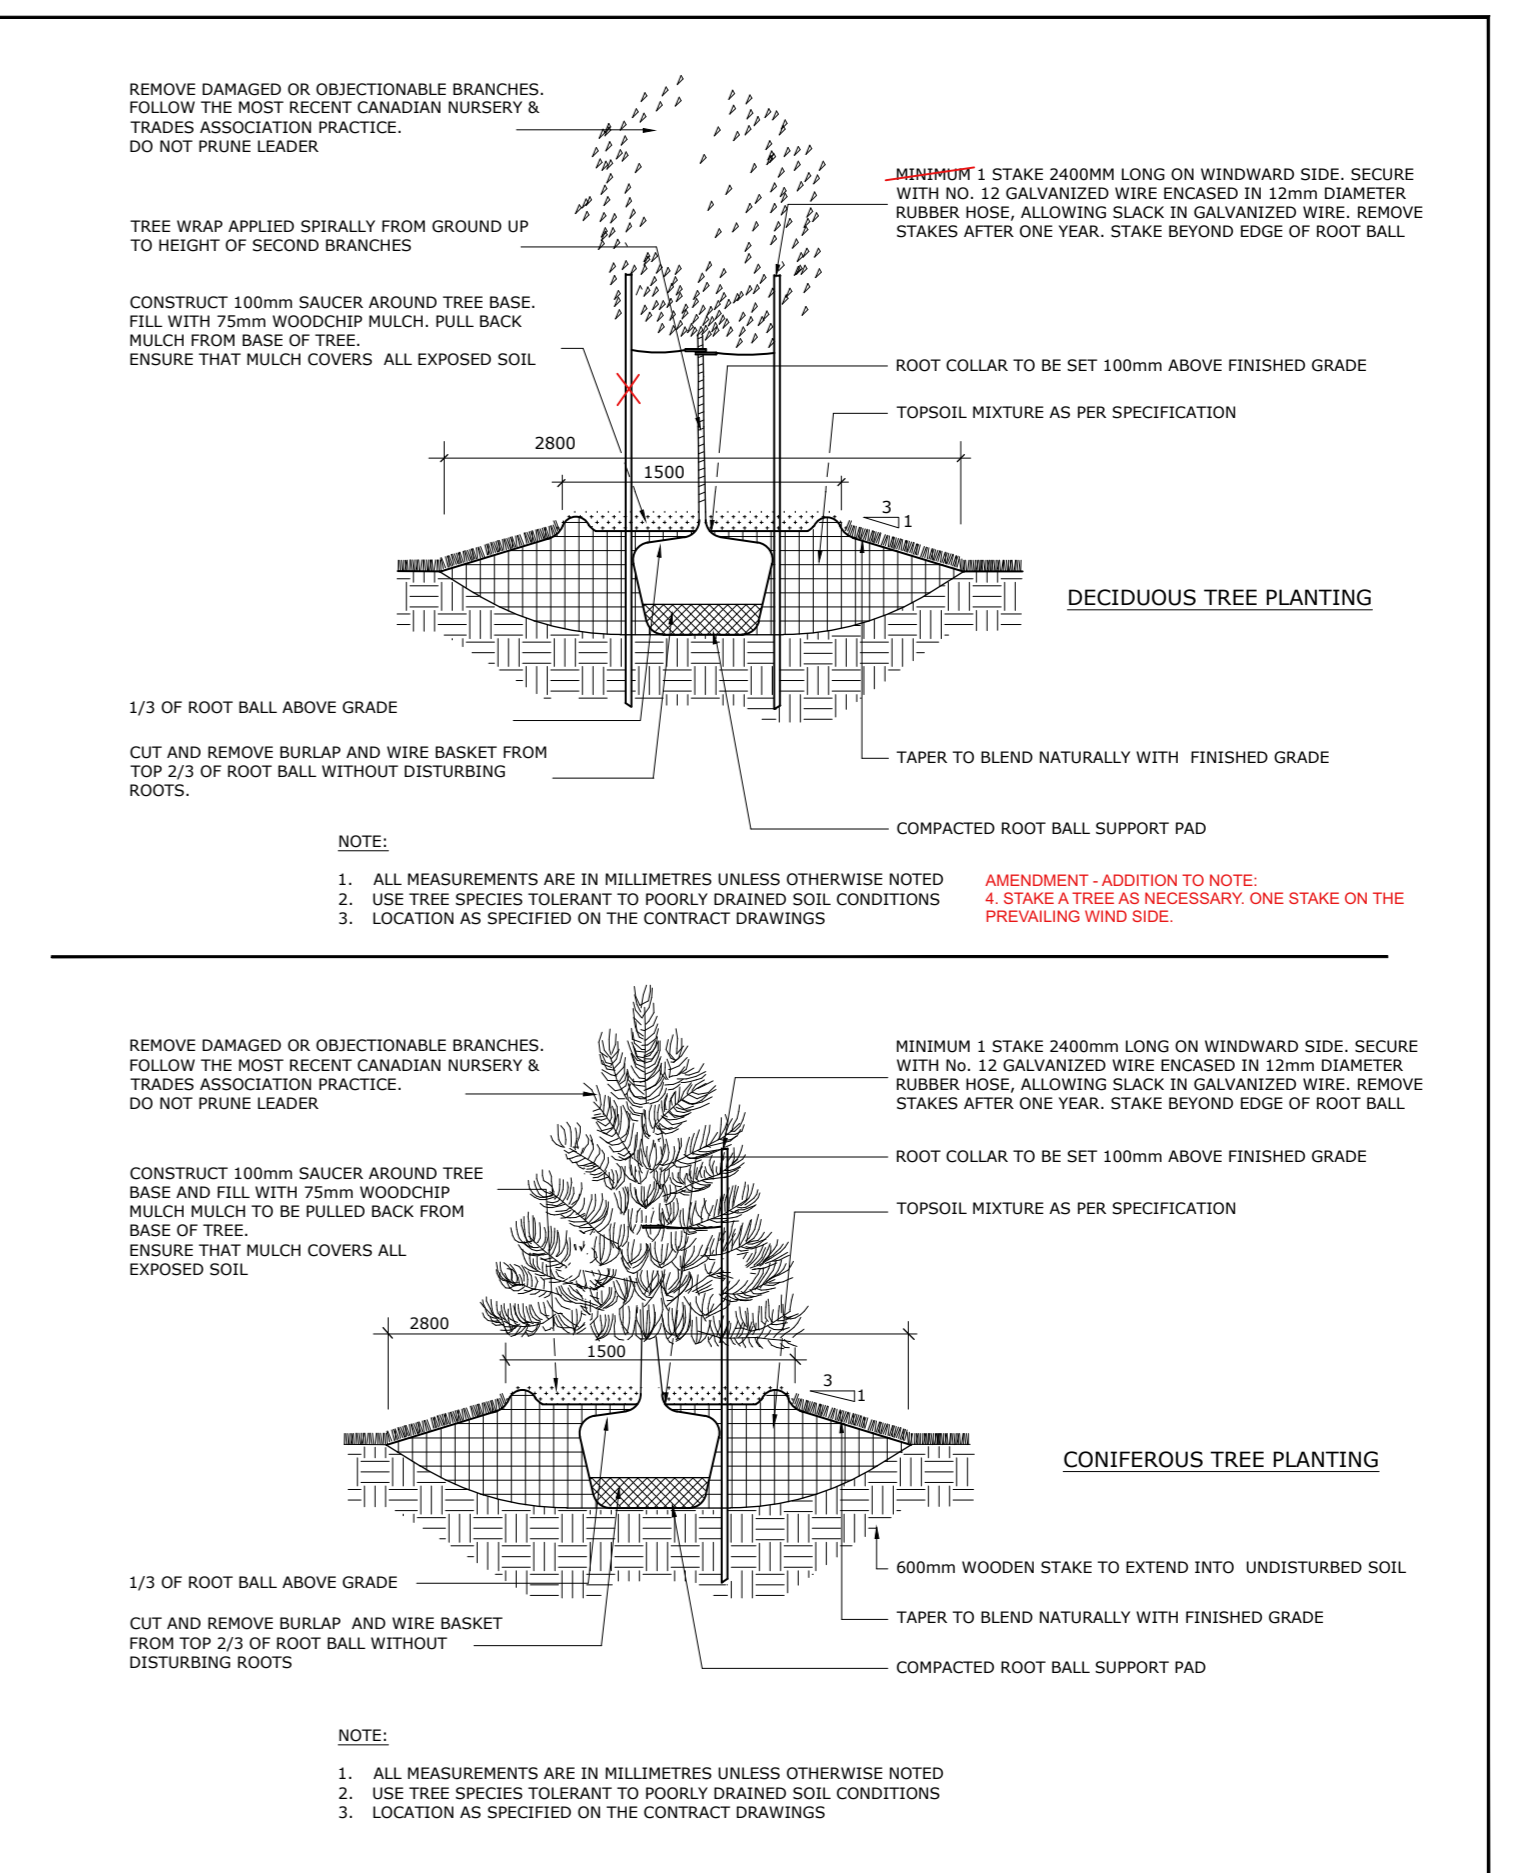 REMOVE DAMAGED OR OBJECTIONABLE BRANCHES.
FOLLOW THE MOST RECENT CANADIAN NURSERY &
TRADES ASSOCIATION PRACTICE.
DO NOT PRUNE LEADER
MINIMUM 1 STAKE 2400MM LONG ON WINDWARD SIDE. SECURE
WITH NO. 12 GALVANIZED WIRE ENCASED IN 12mm DIAMETER
RUBBER HOSE, ALLOWING SLACK IN GALVANIZED WIRE. REMOVE
STAKES AFTER ONE YEAR. STAKE BEYOND EDGE OF ROOT BALL
TREE WRAP APPLIED SPIRALLY FROM GROUND UP
TO HEIGHT OF SECOND BRANCHES
CONSTRUCT 100mm SAUCER AROUND TREE BASE.
FILL WITH 75mm WOODCHIP MULCH. PULL BACK
MULCH FROM BASE OF TREE.
ENSURE THAT MULCH COVERS ALL EXPOSED SOIL
ROOT COLLAR TO BE SET 100mm ABOVE FINISHED GRADE
TOPSOIL MIXTURE AS PER SPECIFICATION
2800
1500
3
1
DECIDUOUS TREE PLANTING
1/3 OF ROOT BALL ABOVE GRADE
CUT AND REMOVE BURLAP AND WIRE BASKET FROM
TOP 2/3 OF ROOT BALL WITHOUT DISTURBING
ROOTS.
TAPER TO BLEND NATURALLY WITH FINISHED GRADE
COMPACTED ROOT BALL SUPPORT PAD
NOTE:
1. ALL MEASUREMENTS ARE IN MILLIMETRES UNLESS OTHERWISE NOTED
2. USE TREE SPECIES TOLERANT TO POORLY DRAINED SOIL CONDITIONS
3. LOCATION AS SPECIFIED ON THE CONTRACT DRAWINGS
AMENDMENT - ADDITION TO NOTE:
4. STAKE A TREE AS NECESSARY. ONE STAKE ON THE
PREVAILING WIND SIDE.
REMOVE DAMAGED OR OBJECTIONABLE BRANCHES.
FOLLOW THE MOST RECENT CANADIAN NURSERY &
TRADES ASSOCIATION PRACTICE.
DO NOT PRUNE LEADER
MINIMUM 1 STAKE 2400mm LONG ON WINDWARD SIDE. SECURE
WITH No. 12 GALVANIZED WIRE ENCASED IN 12mm DIAMETER
RUBBER HOSE, ALLOWING SLACK IN GALVANIZED WIRE. REMOVE
STAKES AFTER ONE YEAR. STAKE BEYOND EDGE OF ROOT BALL
ROOT COLLAR TO BE SET 100mm ABOVE FINISHED GRADE
CONSTRUCT 100mm SAUCER AROUND TREE
BASE AND FILL WITH 75mm WOODCHIP
MULCH MULCH TO BE PULLED BACK FROM
BASE OF TREE.
ENSURE THAT MULCH COVERS ALL
EXPOSED SOIL
TOPSOIL MIXTURE AS PER SPECIFICATION
2800
1500
3
1
CONIFEROUS TREE PLANTING
600mm WOODEN STAKE TO EXTEND INTO UNDISTURBED SOIL
1/3 OF ROOT BALL ABOVE GRADE
CUT AND REMOVE BURLAP AND WIRE BASKET
FROM TOP 2/3 OF ROOT BALL WITHOUT
DISTURBING ROOTS
TAPER TO BLEND NATURALLY WITH FINISHED GRADE
COMPACTED ROOT BALL SUPPORT PAD
NOTE:
1. ALL MEASUREMENTS ARE IN MILLIMETRES UNLESS OTHERWISE NOTED
2. USE TREE SPECIES TOLERANT TO POORLY DRAINED SOIL CONDITIONS
3. LOCATION AS SPECIFIED ON THE CONTRACT DRAWINGS